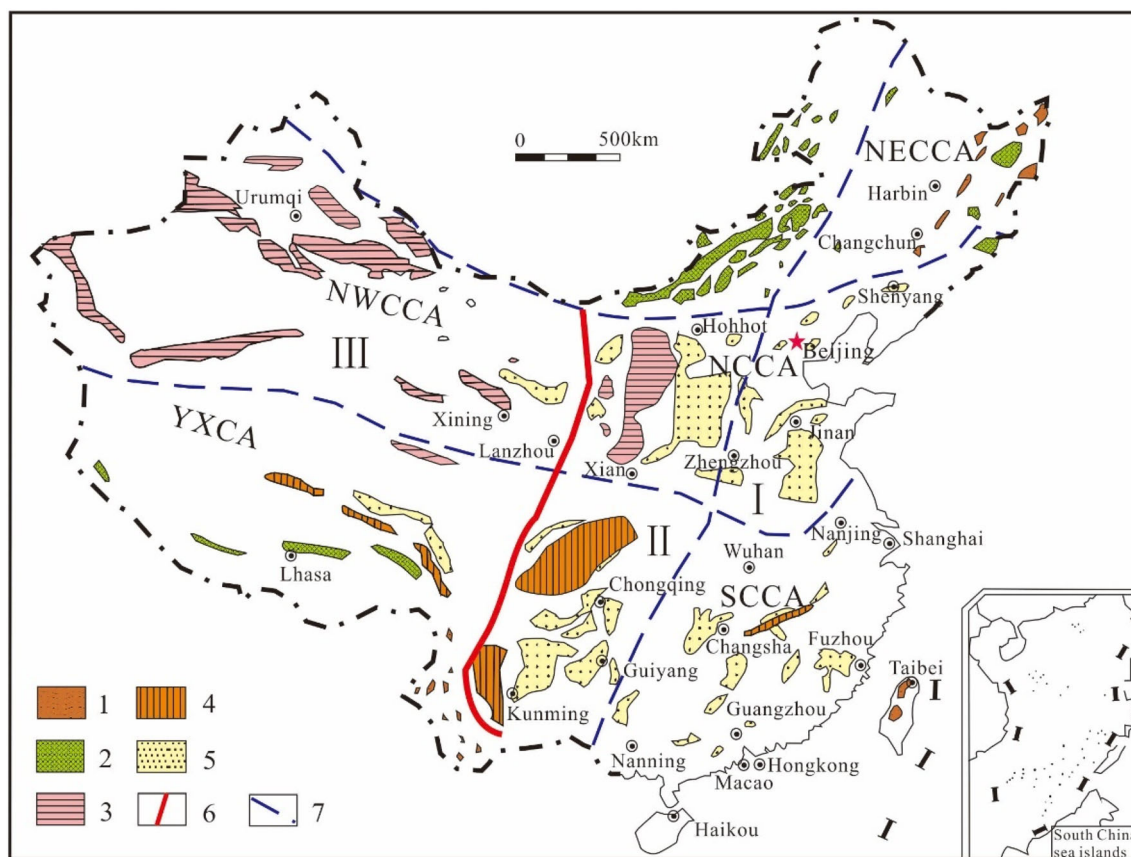 0 500km
NECCA
Harbin
Urumqi
Changchun
Shenyang
NWCCA
Hohhot
Beijing
NCCA
III
YXCA
Xining
Jinan
Lanzhou
Zhengzhou
Xian
I
II
Nanjing
Shanghai
Wuhan
Lhasa
Chongqing
SCCA
Changsha
Fuzhou
Guiyang
Taibei
Kunming
Guangzhou
Nanning
Hongkong
Macao
Haikou
1 4
2 5
3 6 7
South China
sea islands